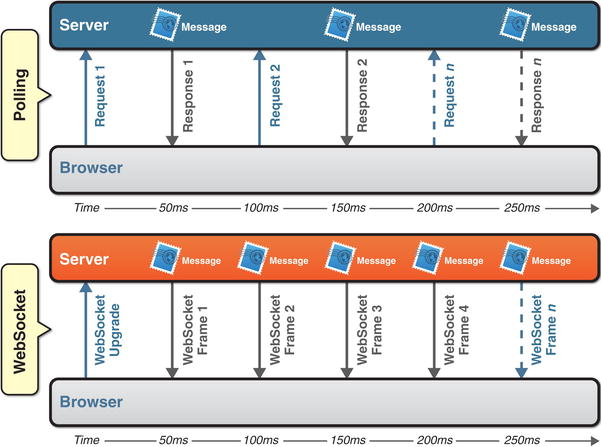 Polling
Server
Message
Message
Message
Request 1
Response 1
Request 2
Response 2
Request n
Response n
Browser
Time 50ms 100ms 150ms 200ms 250ms
WebSocket
Server
Message
Message
Message
Message
Message
WebSocket
Upgrade
WebSocket
Frame 1
WebSocket
Frame 2
WebSocket
Frame 3
WebSocket
Frame 4
WebSocket
Frame n
Browser
Time 50ms 100ms 150ms 200ms 250ms